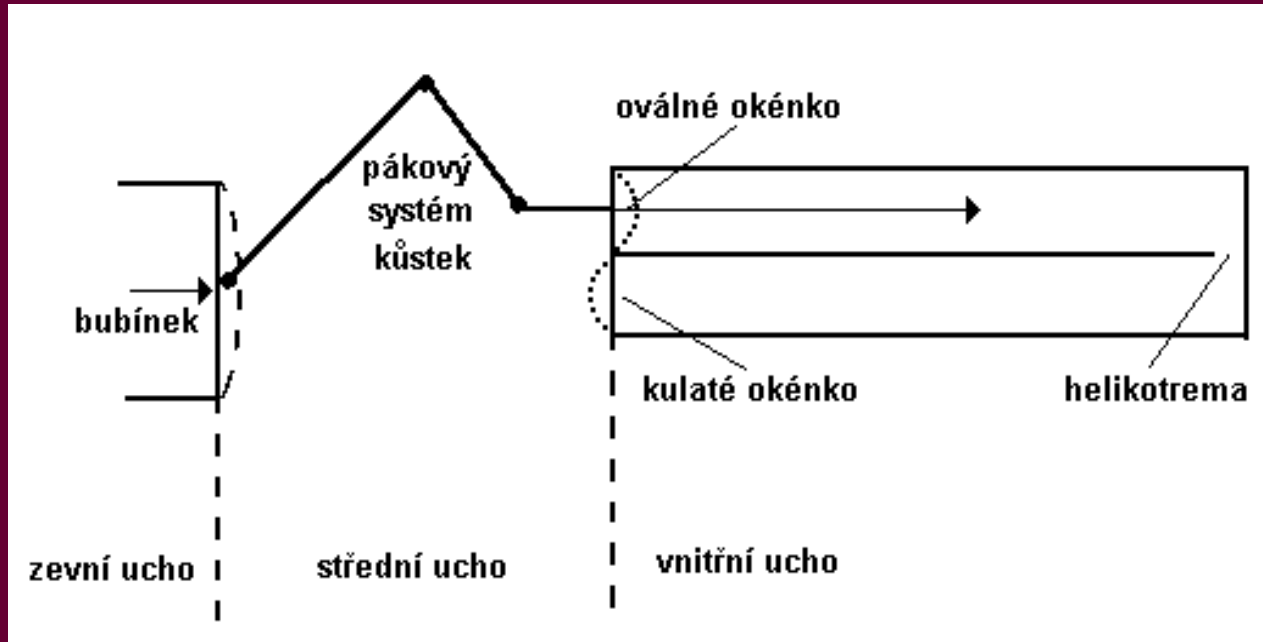 oválné okénko
pákový
systém
kůstek
bubínek
kulaté okénko
helikotrema
zevní ucho
střední ucho
vnitřní ucho